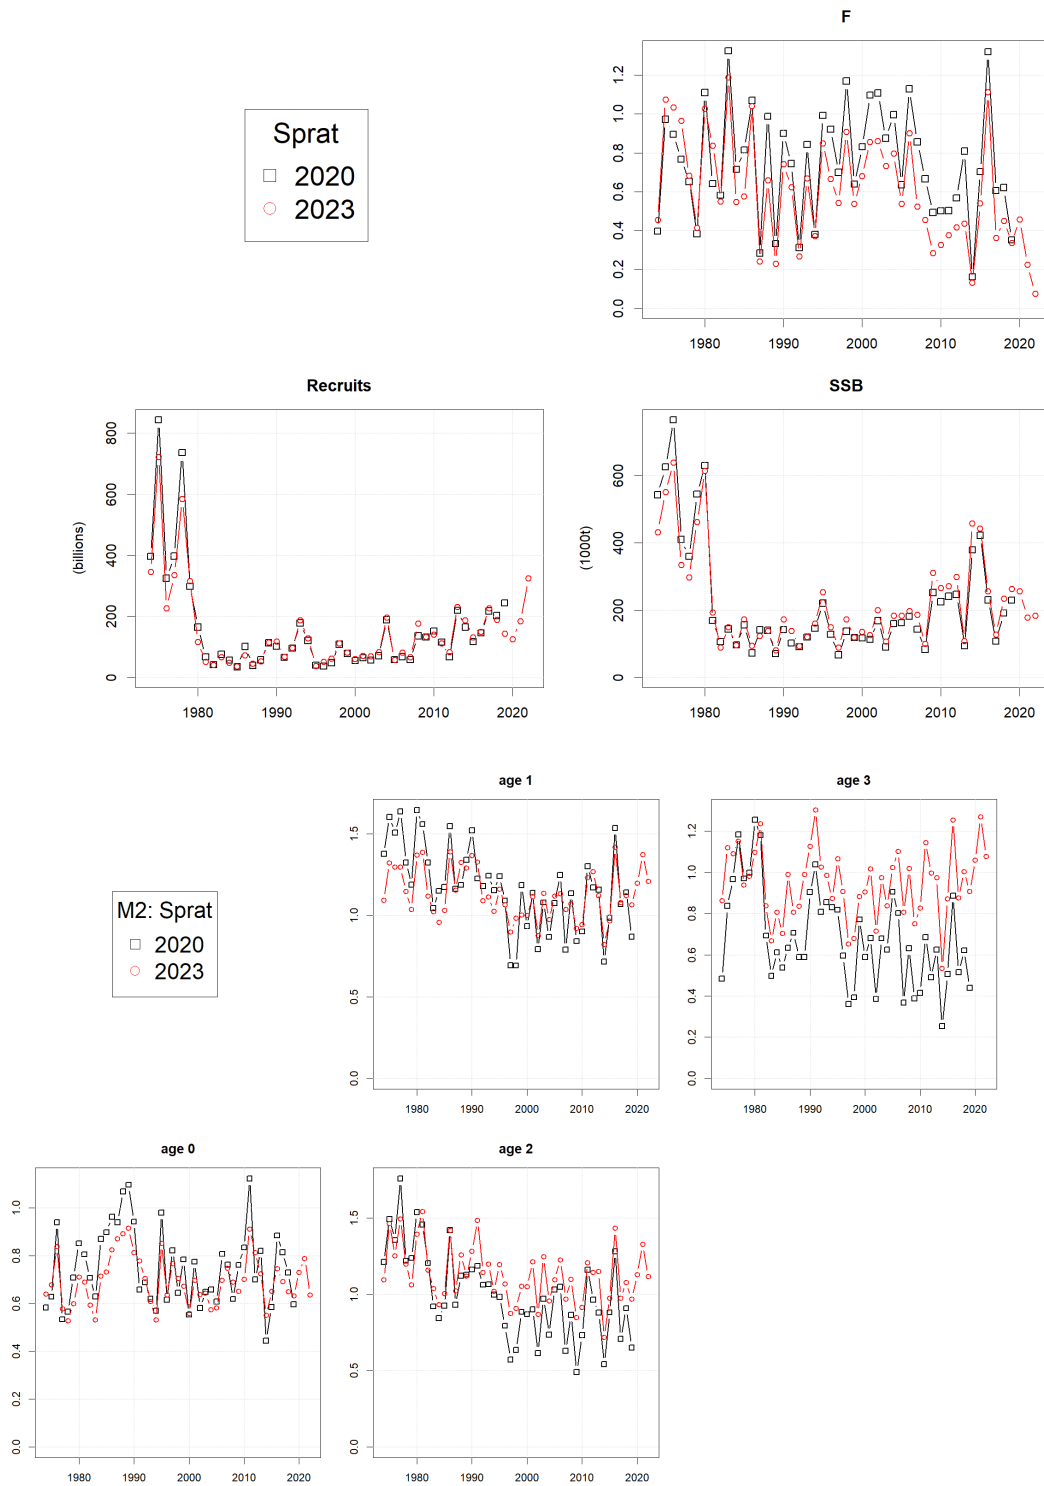 F
Sprat
2020
2023
0.0 0.2 0.4 0.6 0.8 1.0 1.2
1980 1990 2000 2010 2020
Recruits
(billions)
0 200 400 600 800
1980 1990 2000 2010 2020
SSB
(1000t)
0 200 400 600
1980 1990 2000 2010 2020
M2: Sprat
2020
2023
age 1
0.0 0.5 1.0 1.5
1980 1990 2000 2010 2020
age 3
0.0 0.2 0.4 0.6 0.8 1.0 1.2
1980 1990 2000 2010 2020
age 0
0.0 0.2 0.4 0.6 0.8 1.0
1980 1990 2000 2010 2020
age 2
0.0 0.5 1.0 1.5
1980 1990 2000 2010 2020